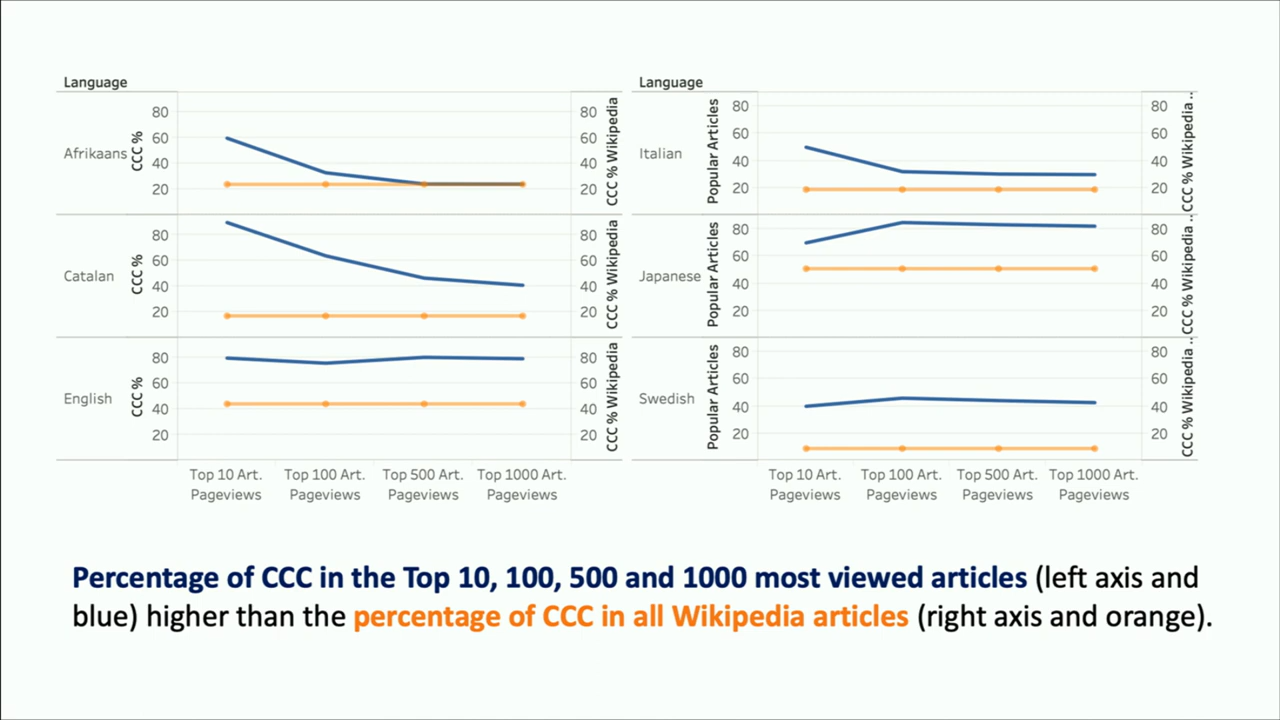 Language
Afrikaans
CCC %
80
60
40
20
80
60
40
20
CCC % Wikipedia
Catalan
CCC %
80
60
40
20
80
60
40
20
CCC % Wikipedia
English
CCC %
80
60
40
20
80
60
40
20
CCC % Wikipedia
Top 10 Art. Top 100 Art. Top 500 Art. Top 1000 Art.
Pageviews Pageviews Pageviews Pageviews
Language
Italian
Popular Articles
80
60
40
20
80
60
40
20
CCC % Wikipedia ..
Japanese
Popular Articles
80
60
40
20
80
60
40
20
CCC % Wikipedia ..
Swedish
Popular Articles
80
60
40
20
80
60
40
20
CCC % Wikipedia ..
Top 10 Art. Top 100 Art. Top 500 Art. Top 1000 Art.
Pageviews Pageviews Pageviews Pageviews
Percentage of CCC in the Top 10, 100, 500 and 1000 most viewed articles (left axis and
blue) higher than the percentage of CCC in all Wikipedia articles (right axis and orange).